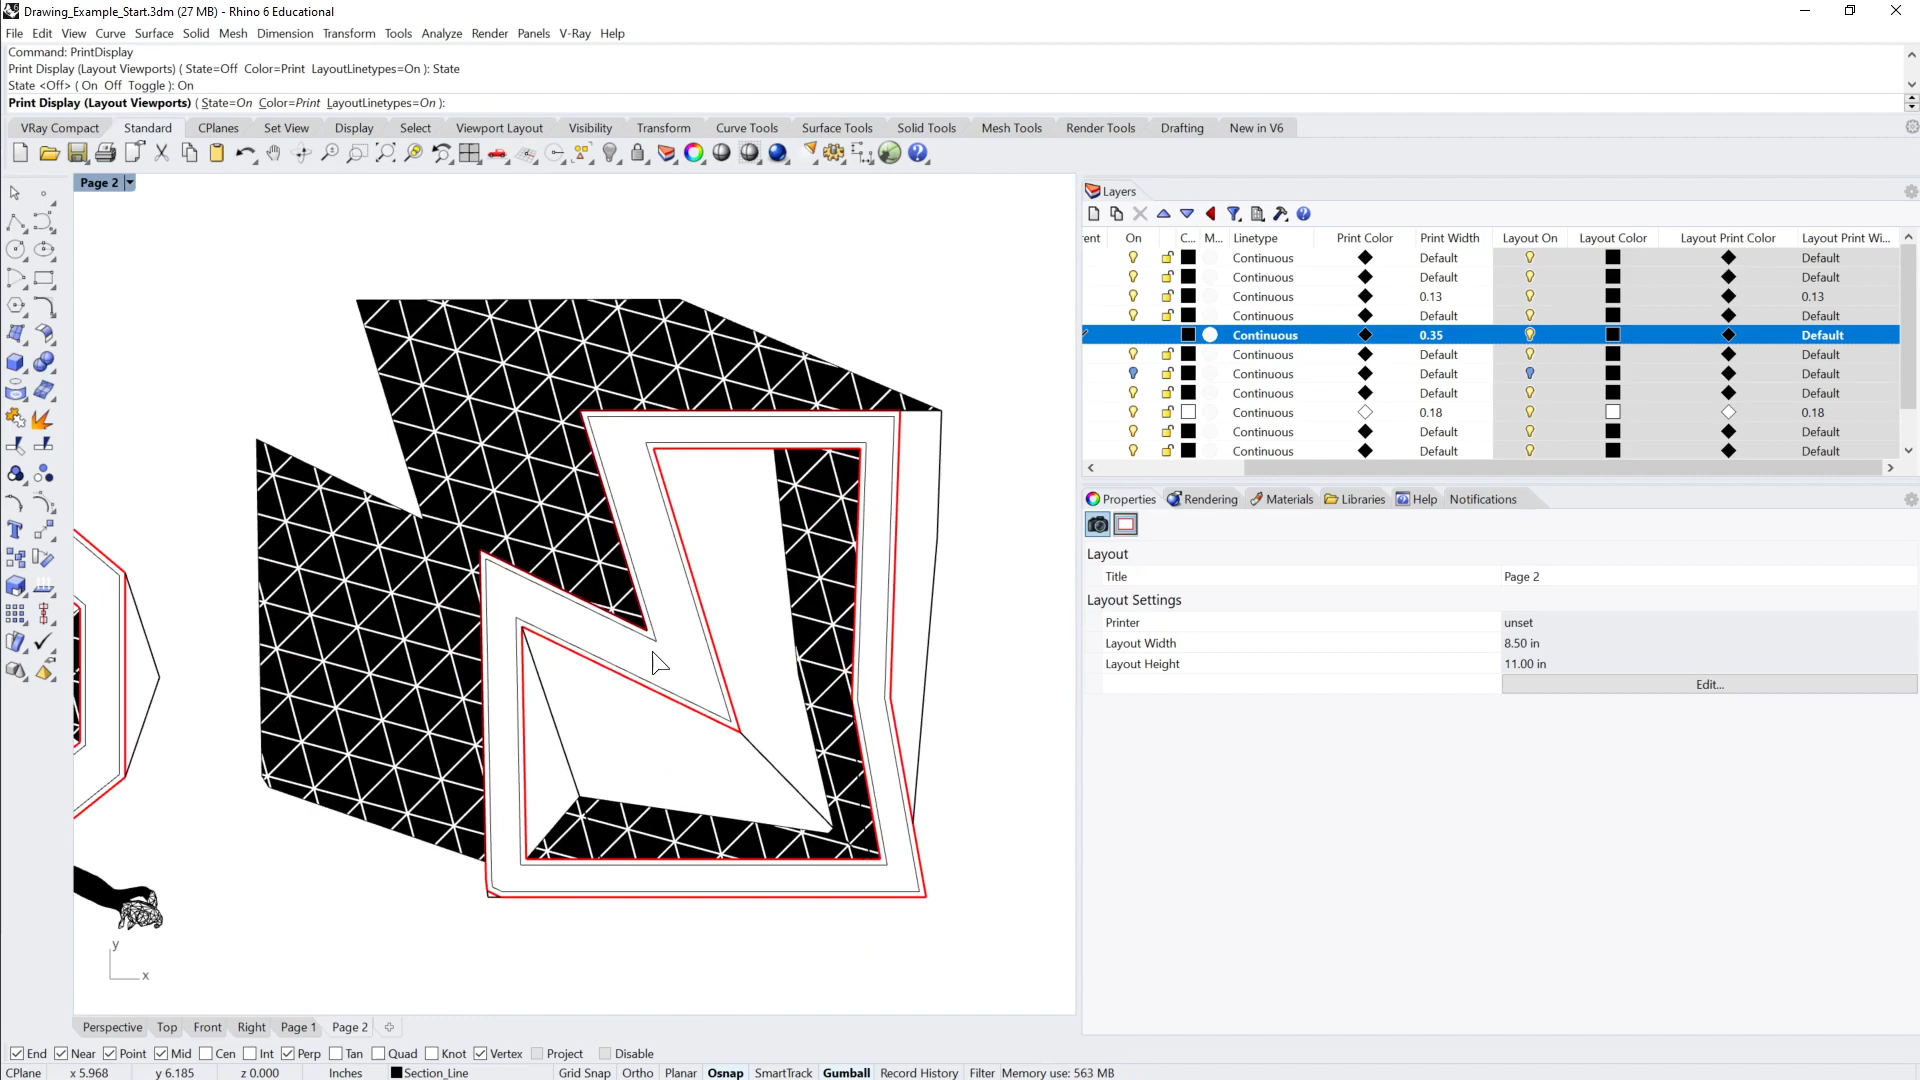 Drawing_Example_Start.3dm (27 MB) - Rhino 6 Educational
File Edit View Curve Surface Solid Mesh Dimension Transform Tools Analyze Render Panels V-Ray Help
Command: PrintDisplay
Print Display (Layout Viewports) ( State=Off Color=Print LayoutLinetypes=On ): State
State <Off> ( On Off Toggle ): On
Print Display (Layout Viewports) ( State=On Color=Print LayoutLinetypes=On ):
VRay Compact Standard CPlanes Set View Display Select Viewport Layout Visibility Transform Curve Tools Surface Tools Solid Tools Mesh Tools Render Tools Drafting New in V6
Page 2
Layers
rent On C... M... Linetype Print Color Print Width Layout On Layout Color Layout Print Color Layout Print Wi...
Continuous Default Default
Continuous Default Default
Continuous 0.13 0.13
Continuous Default Default
Continuous 0.35 Default
Continuous Default Default
Continuous Default Default
Continuous Default Default
Continuous 0.18 0.18
Continuous Default Default
Continuous Default Default
Properties Rendering Materials Libraries Help Notifications
Layout
Title Page 2
Layout Settings
Printer unset
Layout Width 8.50 in
Layout Height 11.00 in
Edit...
y
x
Perspective Top Front Right Page 1 Page 2
End Near Point Mid Cen Int Perp Tan Quad Knot Vertex Project Disable
CPlane x 5.968 y 6.185 z 0.000 Inches Section_Line Grid Snap Ortho Planar Osnap SmartTrack Gumball Record History Filter Memory use: 563 MB